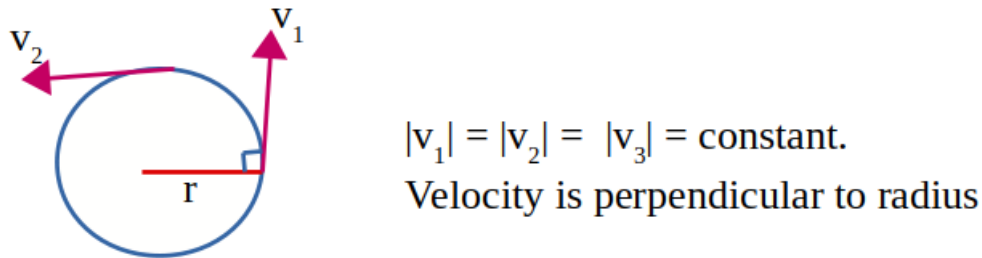 v₁
v₂
r
|v₁| = |v₂| = |v₃| = constant.
Velocity is perpendicular to radius